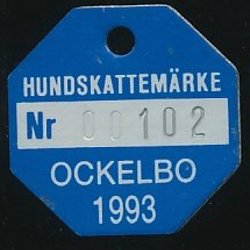 HUNDSKATTEMÄRKE
Nr 00102
OCKELBO
1993